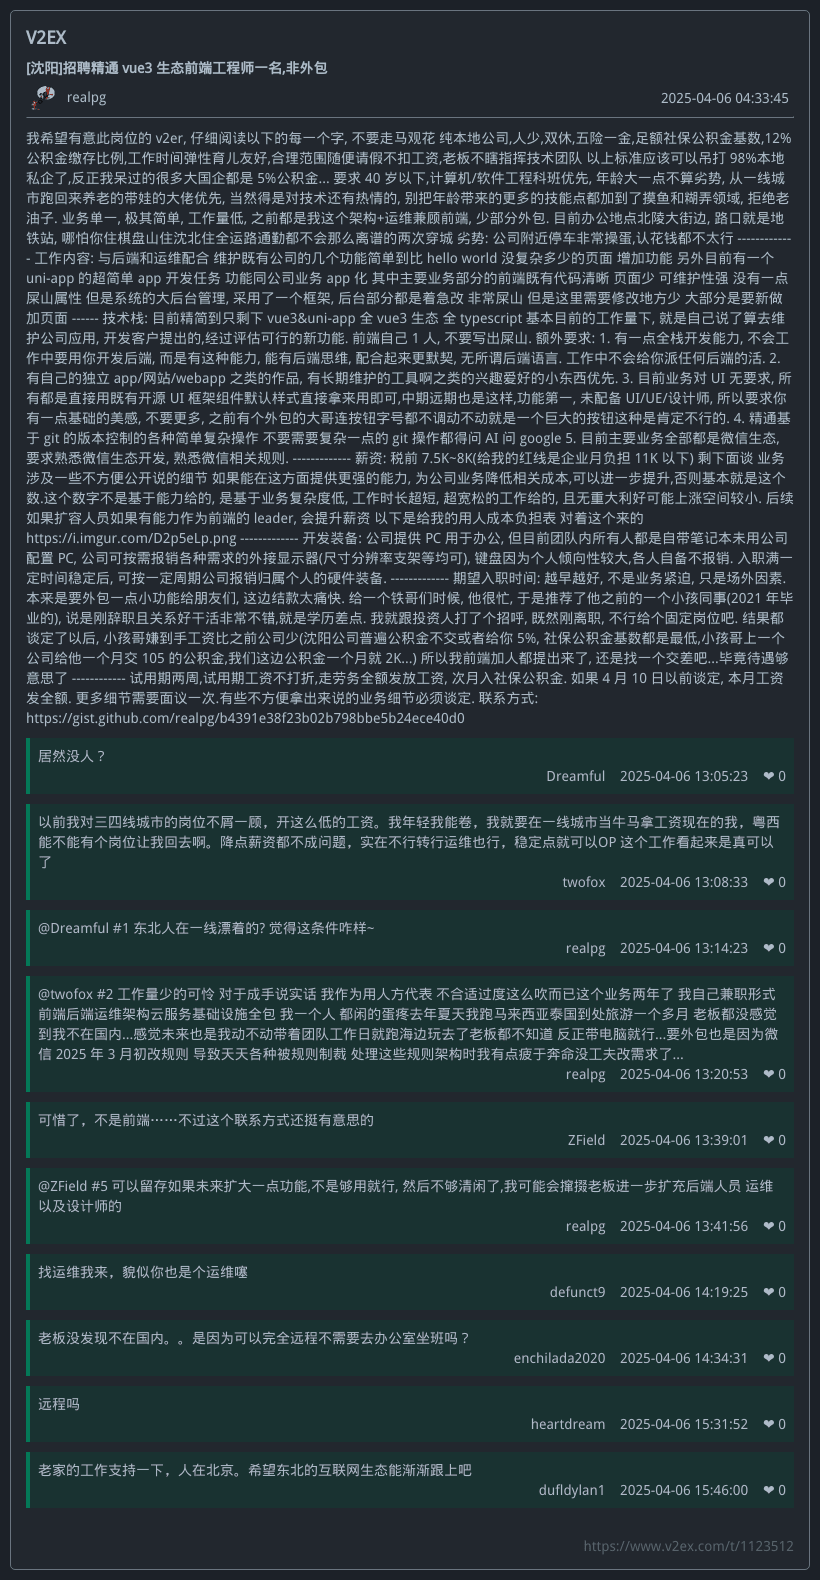 V2EX
[沈阳]招聘精通 vue3 生态前端工程师一名,非外包
realpg
2025-04-06 04:33:45
我希望有意此岗位的 v2er, 仔细阅读以下的每一个字, 不要走马观花 纯本地公司,人少,双休,五险一金,足额社保公积金基数,12%
公积金缴存比例,工作时间弹性育儿友好,合理范围随便请假不扣工资,老板不瞎指挥技术团队 以上标准应该可以吊打 98%本地
私企了,反正我呆过的很多大国企都是 5%公积金... 要求 40 岁以下,计算机/软件工程科班优先, 年龄大一点不算劣势, 从一线城
市跑回来养老的带娃的大佬优先, 当然得是对技术还有热情的, 别把年龄带来的更多的技能点都加到了摸鱼和糊弄领域, 拒绝老
油子. 业务单一, 极其简单, 工作量低, 之前都是我这个架构+运维兼顾前端, 少部分外包. 目前办公地点北陵大街边, 路口就是地
铁站, 哪怕你住棋盘山住沈北住全运路通勤都不会那么离谱的两次穿城 劣势: 公司附近停车非常操蛋,认花钱都不太行 ------------
- 工作内容: 与后端和运维配合 维护既有公司的几个功能简单到比 hello world 没复杂多少的页面 增加功能 另外目前有一个
uni-app 的超简单 app 开发任务 功能同公司业务 app 化 其中主要业务部分的前端既有代码清晰 页面少 可维护性强 没有一点
屎山属性 但是系统的大后台管理, 采用了一个框架, 后台部分都是着急改 非常屎山 但是这里需要修改地方少 大部分是要新做
加页面 ------ 技术栈: 目前精简到只剩下 vue3&uni-app 全 vue3 生态 全 typescript 基本目前的工作量下, 就是自己说了算去维
护公司应用, 开发客户提出的,经过评估可行的新功能. 前端自己 1 人, 不要写出屎山. 额外要求: 1. 有一点全栈开发能力, 不会工
作中要用你开发后端, 而是有这种能力, 能有后端思维, 配合起来更默契, 无所谓后端语言. 工作中不会给你派任何后端的活. 2.
有自己的独立 app/网站/webapp 之类的作品, 有长期维护的工具啊之类的兴趣爱好的小东西优先. 3. 目前业务对 UI 无要求, 所
有都是直接用既有开源 UI 框架组件默认样式直接拿来用即可,中期远期也是这样,功能第一, 未配备 UI/UE/设计师, 所以要求你
有一点基础的美感, 不要更多, 之前有个外包的大哥连按钮字号都不调动不动就是一个巨大的按钮这种是肯定不行的. 4. 精通基
于 git 的版本控制的各种简单复杂操作 不要需要复杂一点的 git 操作都得问 AI 问 google 5. 目前主要业务全部都是微信生态,
要求熟悉微信生态开发, 熟悉微信相关规则. ------------- 薪资: 税前 7.5K~8K(给我的红线是企业月负担 11K 以下) 剩下面谈 业务
涉及一些不方便公开说的细节 如果能在这方面提供更强的能力, 为公司业务降低相关成本,可以进一步提升,否则基本就是这个
数.这个数字不是基于能力给的, 是基于业务复杂度低, 工作时长超短, 超宽松的工作给的, 且无重大利好可能上涨空间较小. 后续
如果扩容人员如果有能力作为前端的 leader, 会提升薪资 以下是给我的用人成本负担表 对着这个来的
https://i.imgur.com/D2p5eLp.png ------------- 开发装备: 公司提供 PC 用于办公, 但目前团队内所有人都是自带笔记本未用公司
配置 PC, 公司可按需报销各种需求的外接显示器(尺寸分辨率支架等均可), 键盘因为个人倾向性较大,各人自备不报销. 入职满一
定时间稳定后, 可按一定周期公司报销归属个人的硬件装备. ------------- 期望入职时间: 越早越好, 不是业务紧迫, 只是场外因素.
本来是要外包一点小功能给朋友们, 这边结款太痛快. 给一个铁哥们时候, 他很忙, 于是推荐了他之前的一个小孩同事(2021 年毕
业的), 说是刚辞职且关系好干活非常不错,就是学历差点. 我就跟投资人打了个招呼, 既然刚离职, 不行给个固定岗位吧. 结果都
谈定了以后, 小孩哥嫌到手工资比之前公司少(沈阳公司普遍公积金不交或者给你 5%, 社保公积金基数都是最低,小孩哥上一个
公司给他一个月交 105 的公积金,我们这边公积金一个月就 2K...) 所以我前端加人都提出来了, 还是找一个交差吧...毕竟待遇够
意思了 ------------ 试用期两周,试用期工资不打折,走劳务全额发放工资, 次月入社保公积金. 如果 4 月 10 日以前谈定, 本月工资
发全额. 更多细节需要面议一次.有些不方便拿出来说的业务细节必须谈定. 联系方式:
https://gist.github.com/realpg/b4391e38f23b02b798bbe5b24ece40d0
居然没人？
Dreamful 2025-04-06 13:05:23 ❤ 0
以前我对三四线城市的岗位不屑一顾，开这么低的工资。我年轻我能卷，我就要在一线城市当牛马拿工资现在的我，粤西
能不能有个岗位让我回去啊。降点薪资都不成问题，实在不行转行运维也行，稳定点就可以OP 这个工作看起来是真可以
了
twofox 2025-04-06 13:08:33 ❤ 0
@Dreamful #1 东北人在一线漂着的? 觉得这条件咋样~
realpg 2025-04-06 13:14:23 ❤ 0
@twofox #2 工作量少的可怜 对于成手说实话 我作为用人方代表 不合适过度这么吹而已这个业务两年了 我自己兼职形式
前端后端运维架构云服务基础设施全包 我一个人 都闲的蛋疼去年夏天我跑马来西亚泰国到处旅游一个多月 老板都没感觉
到我不在国内...感觉未来也是我动不动带着团队工作日就跑海边玩去了老板都不知道 反正带电脑就行...要外包也是因为微
信 2025 年 3 月初改规则 导致天天各种被规则制裁 处理这些规则架构时我有点疲于奔命没工夫改需求了...
realpg 2025-04-06 13:20:53 ❤ 0
可惜了，不是前端……不过这个联系方式还挺有意思的
ZField 2025-04-06 13:39:01 ❤ 0
@ZField #5 可以留存如果未来扩大一点功能,不是够用就行, 然后不够清闲了,我可能会撺掇老板进一步扩充后端人员 运维
以及设计师的
realpg 2025-04-06 13:41:56 ❤ 0
找运维我来，貌似你也是个运维噻
defunct9 2025-04-06 14:19:25 ❤ 0
老板没发现不在国内。。是因为可以完全远程不需要去办公室坐班吗？
enchilada2020 2025-04-06 14:34:31 ❤ 0
远程吗
heartdream 2025-04-06 15:31:52 ❤ 0
老家的工作支持一下，人在北京。希望东北的互联网生态能渐渐跟上吧
dufldylan1 2025-04-06 15:46:00 ❤ 0
https://www.v2ex.com/t/1123512